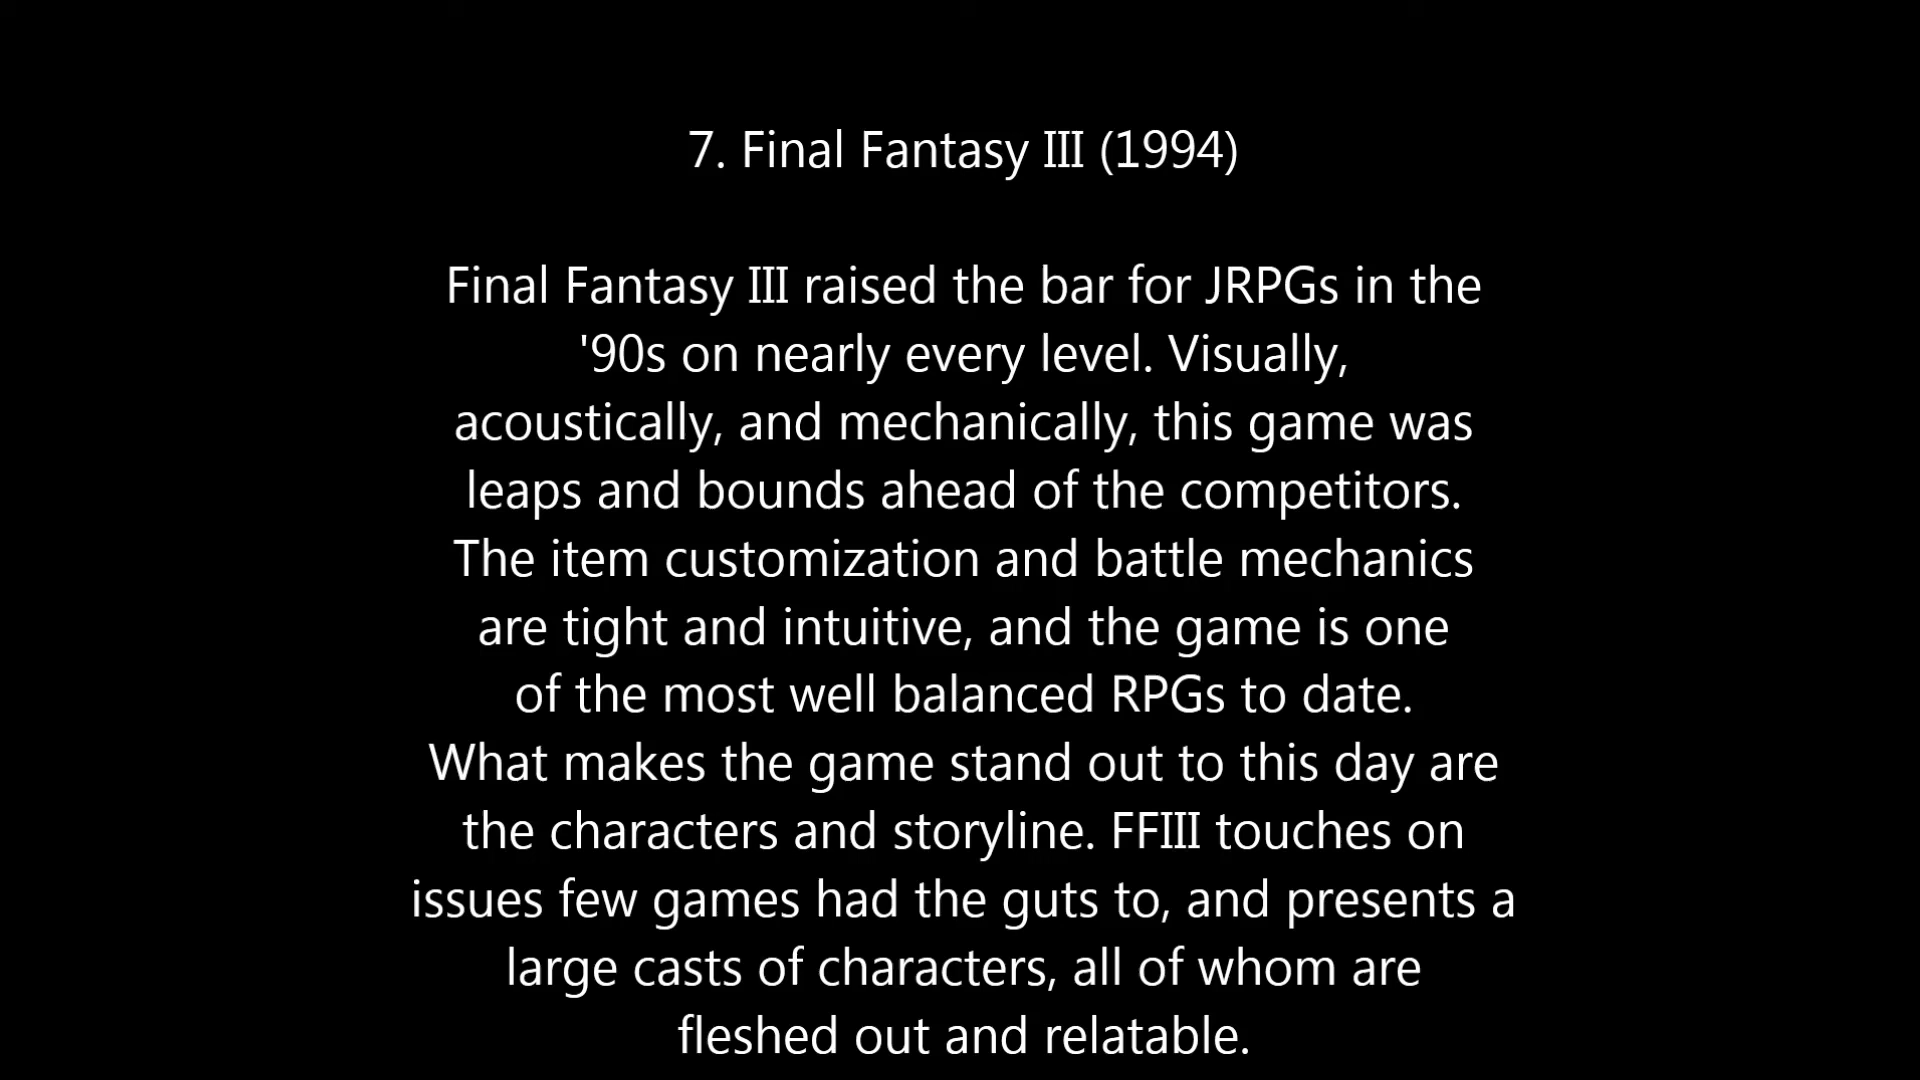 7. Final Fantasy III (1994)
Final Fantasy III raised the bar for JRPGs in the
'90s on nearly every level. Visually,
acoustically, and mechanically, this game was
leaps and bounds ahead of the competitors.
The item customization and battle mechanics
are tight and intuitive, and the game is one
of the most well balanced RPGs to date.
What makes the game stand out to this day are
the characters and storyline. FFIII touches on
issues few games had the guts to, and presents a
large casts of characters, all of whom are
fleshed out and relatable.